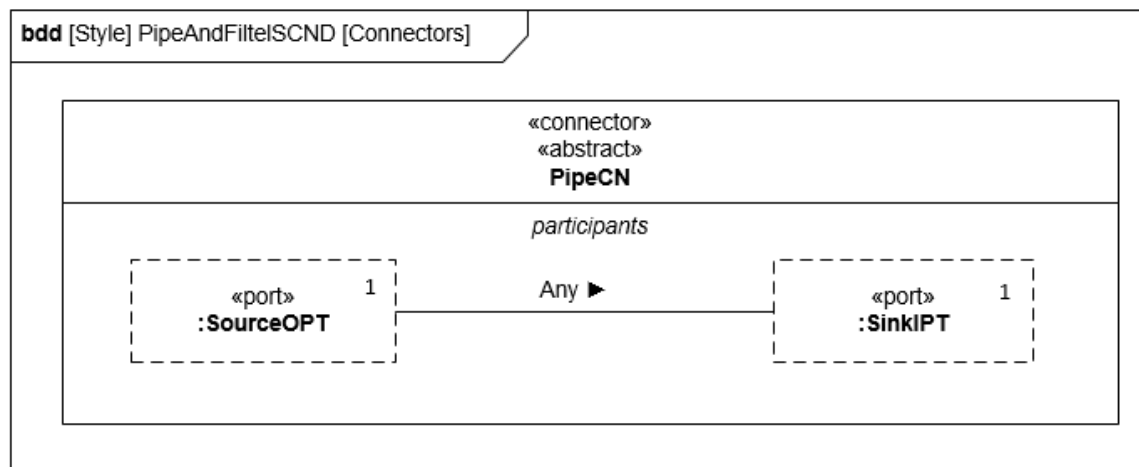 bdd [Style] PipeAndFiltelSCND [Connectors]
«connector»
«abstract»
PipeCN
participants
«port» 1
:SourceOPT
Any ►
«port» 1
:SinkIPT